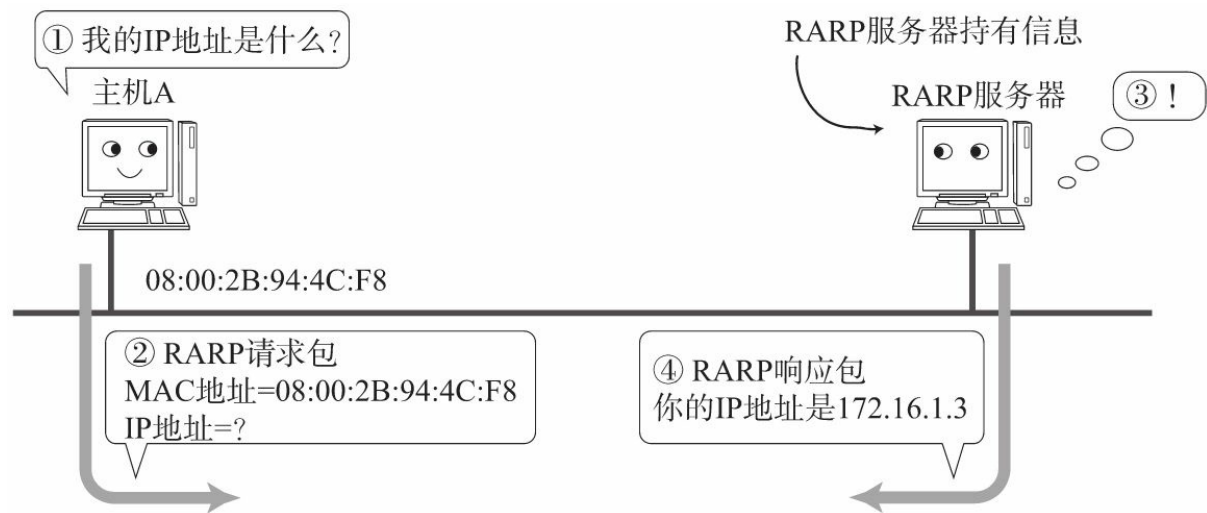 ① 我的IP地址是什么?
主机A
RARP服务器持有信息
RARP服务器
③！
08:00:2B:94:4C:F8
② RARP请求包
MAC地址=08:00:2B:94:4C:F8
IP地址=?
④ RARP响应包
你的IP地址是172.16.1.3